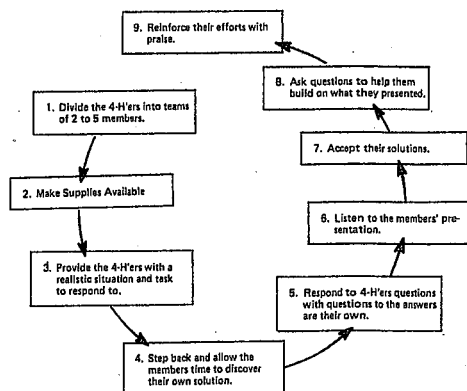 1. Divide the 4-H'ers into teams
of 2 to 5 members.
2. Make Supplies Available
3. Provide the 4-H'ers with a
realistic situation and task
to respond to.
4. Step back and allow the
members time to discover
their own solution.
5. Respond to 4-H'ers questions
with questions to the answers
are their own.
6. Listen to the members' pre-
sentation.
7. Accept their solutions.
8. Ask questions to help them
build on what they presented.
9. Reinforce their efforts with
praise.